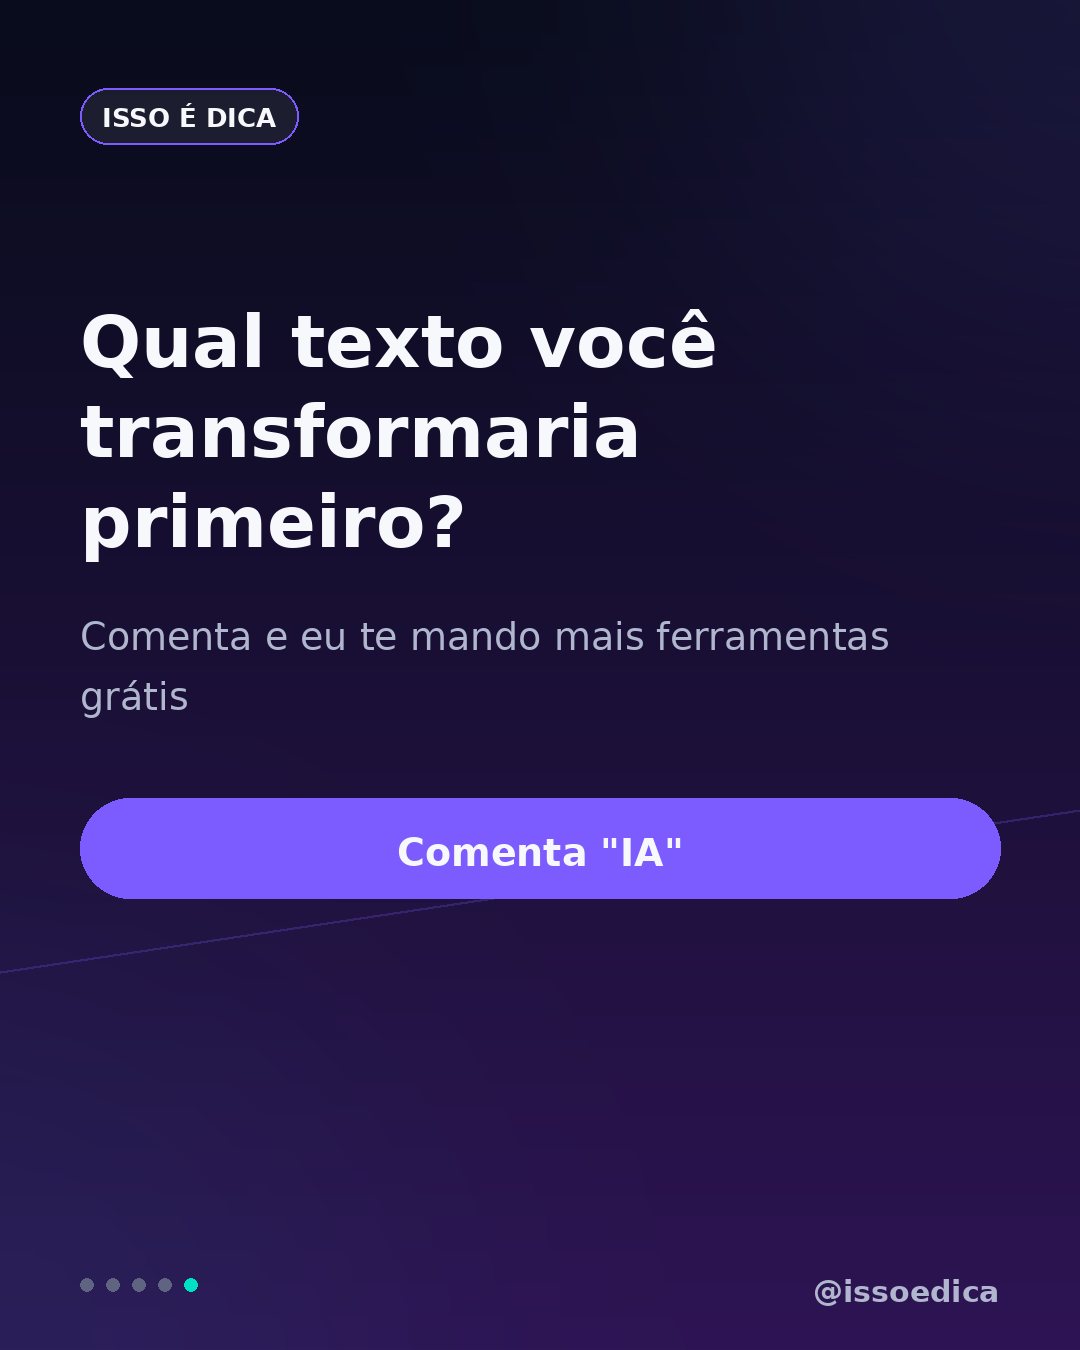 ISSO É DICA
Qual texto você
transformaria
primeiro?
Comenta e eu te mando mais ferramentas
grátis
Comenta "IA"
@issoedica